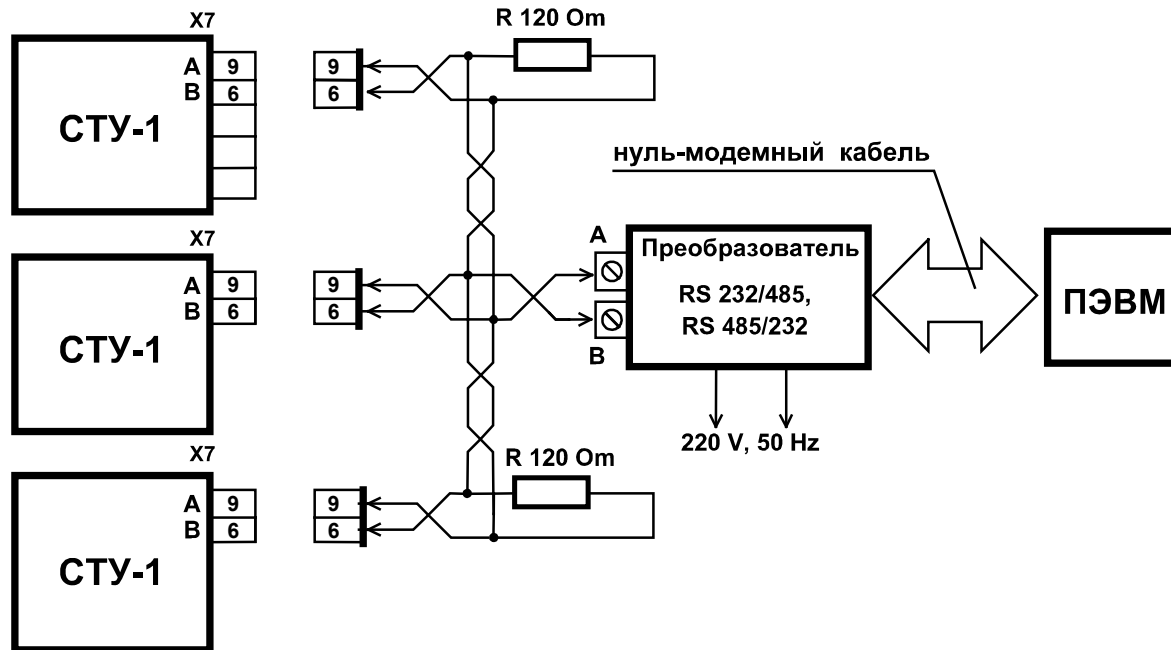 X7
A 9
B 6
СТУ-1
9
6
R 120 Om
X7
A 9
B 6
СТУ-1
9
6
X7
A 9
B 6
СТУ-1
9
6
R 120 Om
нуль-модемный кабель
A
B
Преобразователь
RS 232/485,
RS 485/232
220 V, 50 Hz
ПЭВМ